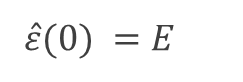 ε̂(0) = E